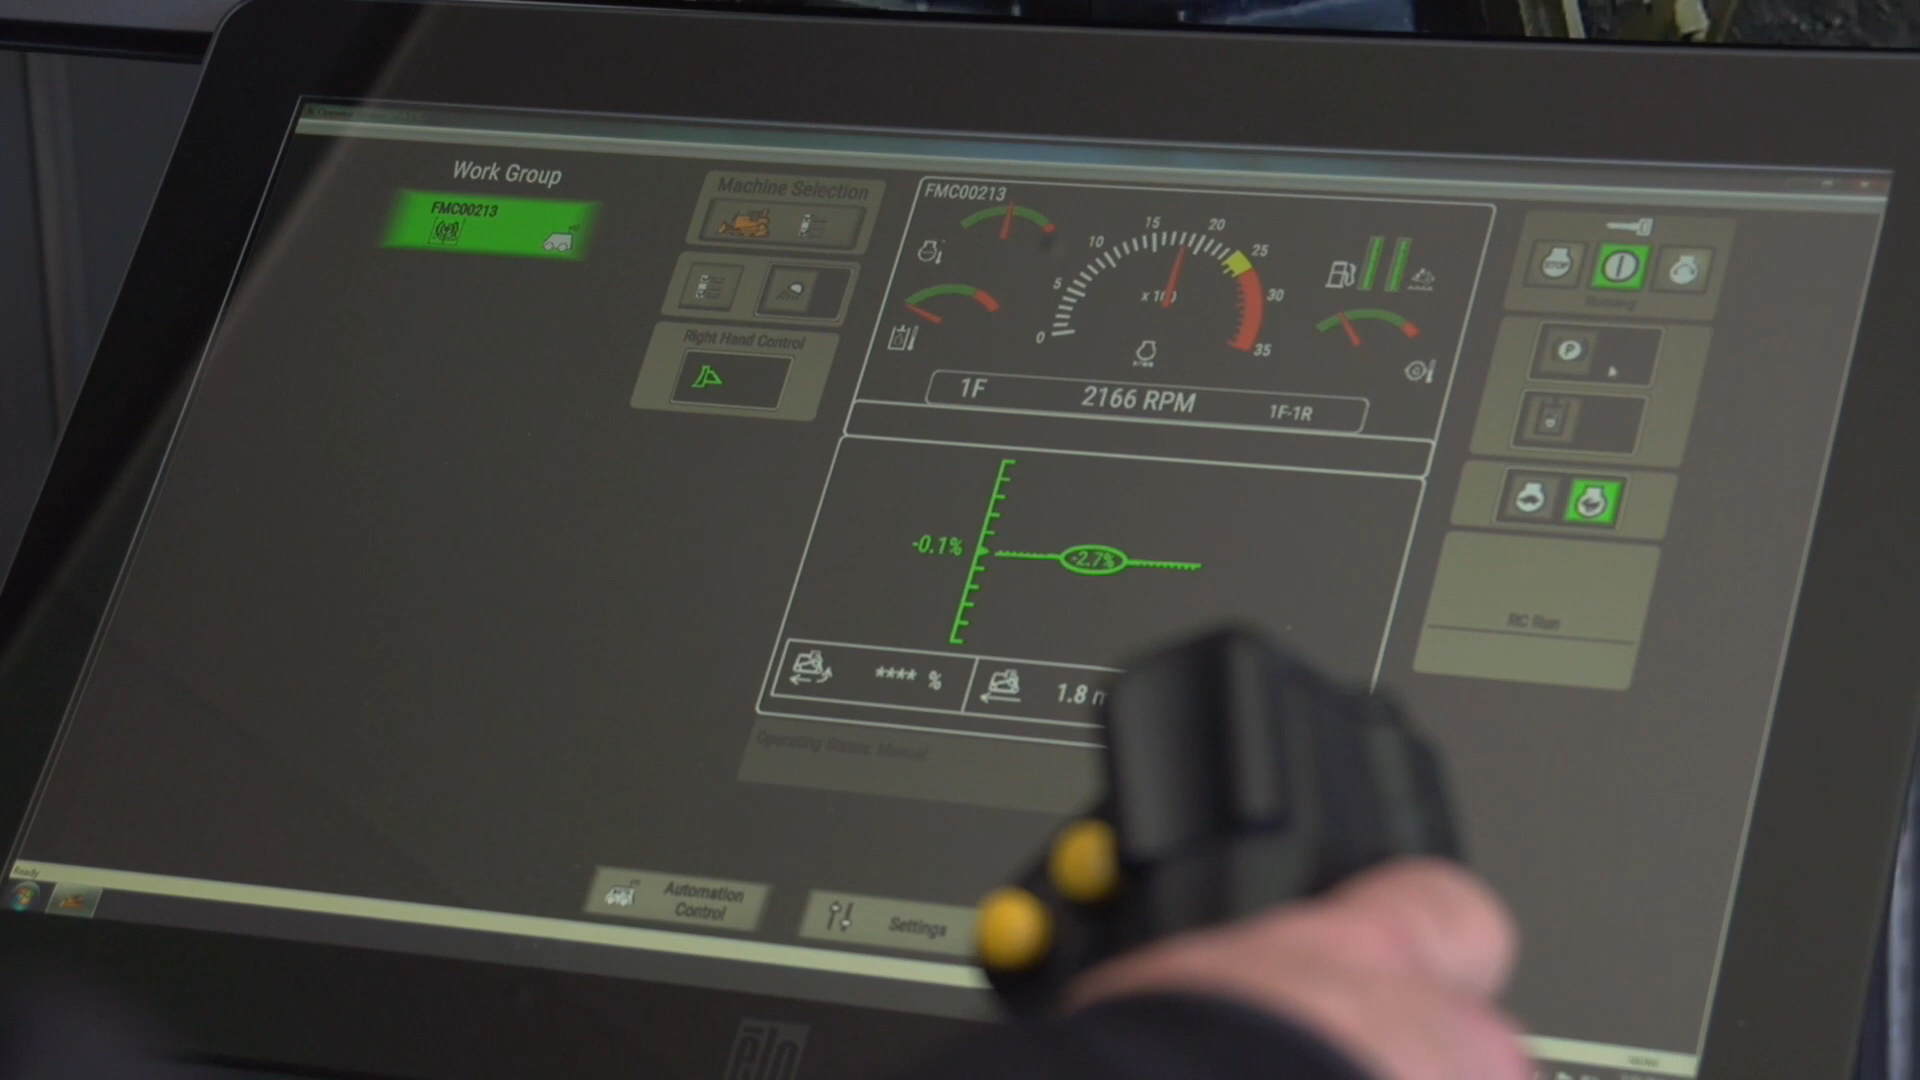 Work Group
FMC00213
Machine Selection
Right Hand Control
FMC00213
0
5
10
15
20
25
30
35
x 100
1F
2166 RPM
1F-1R
-0.1%
-2.7%
**** %
1.8 m
Operating Status: Manual
STOP
Running
P
RC Run
Automation
Control
Settings
Ready
elo